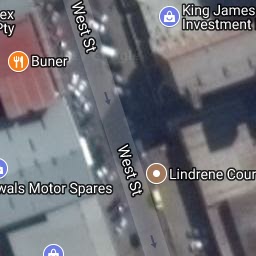 ex
Pty
West St
King James
Investment
Buner
West St
Lindrene Cour
wals Motor Spares